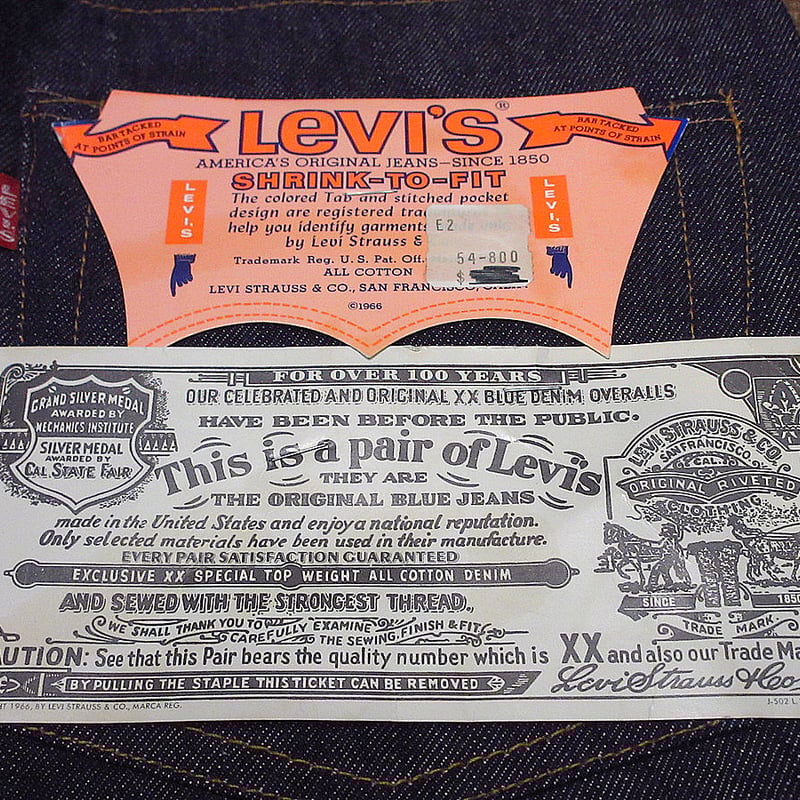 LEVI'S®
BAR TACKED
AT POINTS OF STRAIN
BAR TACKED
AT POINTS OF STRAIN
AMERICA'S ORIGINAL JEANS—SINCE 1850
SHRINK-TO-FIT
The colored Tab and stitched pocket
design are registered
help you identify garments
by Levi Strauss &
Trademark Reg. U.S. Pat. Off.
ALL COTTON
LEVI STRAUSS & CO., SAN
©1966
LEVI'S
LEVI'S
LEVI'S
E2
54-800
$
FOR OVER 100 YEARS
OUR CELEBRATED AND ORIGINAL XX BLUE DENIM OVERALLS
HAVE BEEN BEFORE THE PUBLIC.
This is a pair of Levi's
THEY ARE
THE ORIGINAL BLUE JEANS
made in the United States and enjoy a national reputation.
Only selected materials have been used in their manufacture.
EVERY PAIR SATISFACTION GUARANTEED
EXCLUSIVE XX SPECIAL TOP WEIGHT ALL COTTON DENIM
AND SEWED WITH THE STRONGEST THREAD.,
WE SHALL THANK YOU TO CAREFULLY EXAMINE
THE SEWING, FINISH & FIT
GRAND SILVER MEDAL
AWARDED BY
MECHANICS INSTITUTE
SILVER MEDAL
AWARDED BY
CAL. STATE FAIR
LEVI STRAUSS & CO.
SAN FRANCISCO,
CAL.
ORIGINAL RIVETED
CLOTHING
SINCE 1850
TRADE MARK.
AUTION: See that this Pair bears the quality number which is XX and also our Trade Ma
BY PULLING THE STAPLE THIS TICKET CAN BE REMOVED
Levi Strauss & Co
HT 1966, BY LEVI STRAUSS & CO., MARCA REG.
J-502 L